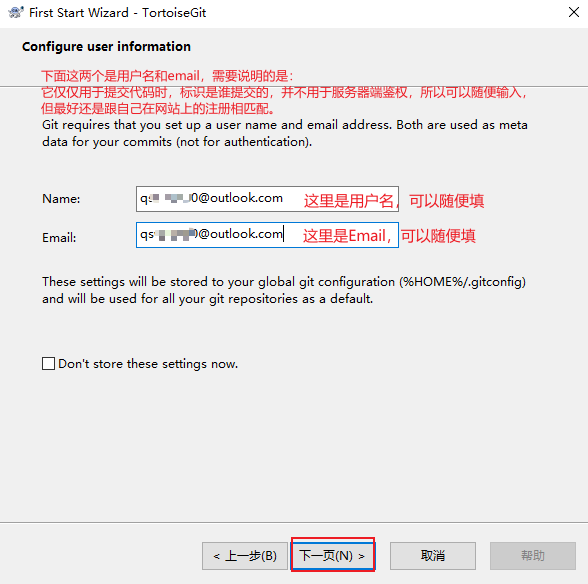 First Start Wizard - TortoiseGit
Configure user information
下面这两个是用户名和email，需要说明的是：
它仅仅用于提交代码时，标识是谁提交的，并不用于服务器端鉴权，所以可以随便输入，
但最好还是跟自己在网站上的注册相匹配。
Git requires that you set up a user name and email address. Both are used as meta
data for your commits (not for authentication).
Name:
0@outlook.com 这里是用户名，可以随便填
Email:
@outlook.com 这里是Email，可以随便填
These settings will be stored to your global git configuration (%HOME%/.gitconfig)
and will be used for all your git repositories as a default.
Don't store these settings now.
< 上一步(B) 下一页(N) > 取消 帮助